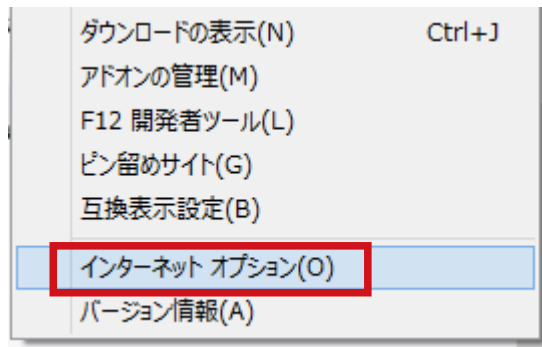 ダウンロードの表示(N) Ctrl+J
アドオンの管理(M)
F12 開発者ツール(L)
ピン留めサイト(G)
互換表示設定(B)
インターネット オプション(O)
バージョン情報(A)